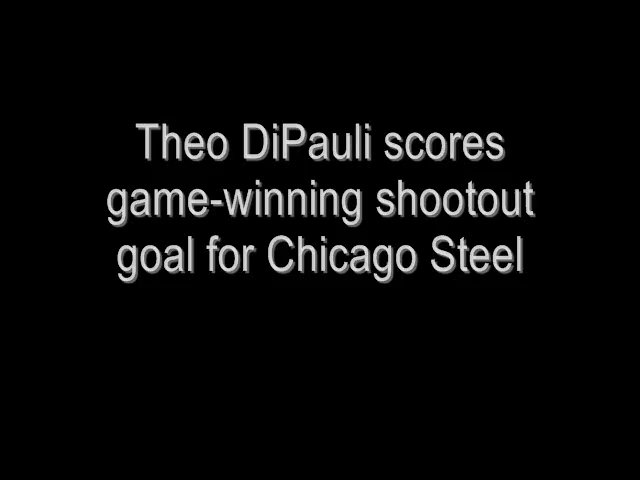 Theo DiPauli scores
game-winning shootout
goal for Chicago Steel